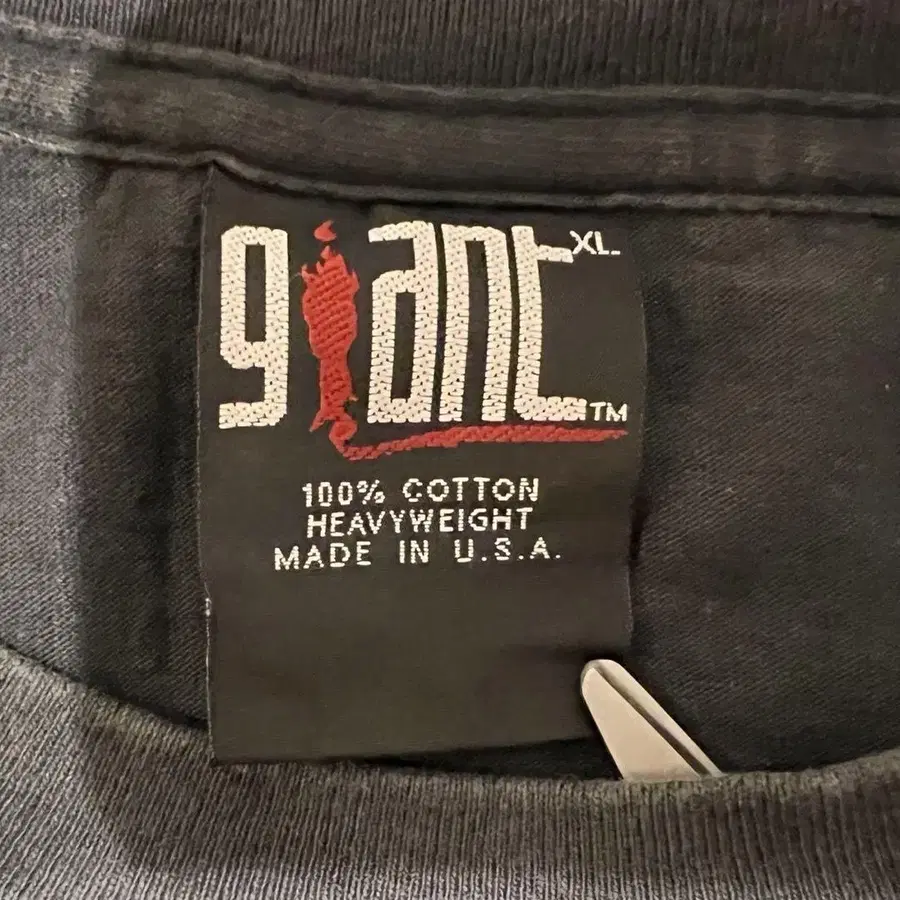 giant XL
TM
100% COTTON
HEAVYWEIGHT
MADE IN U.S.A.